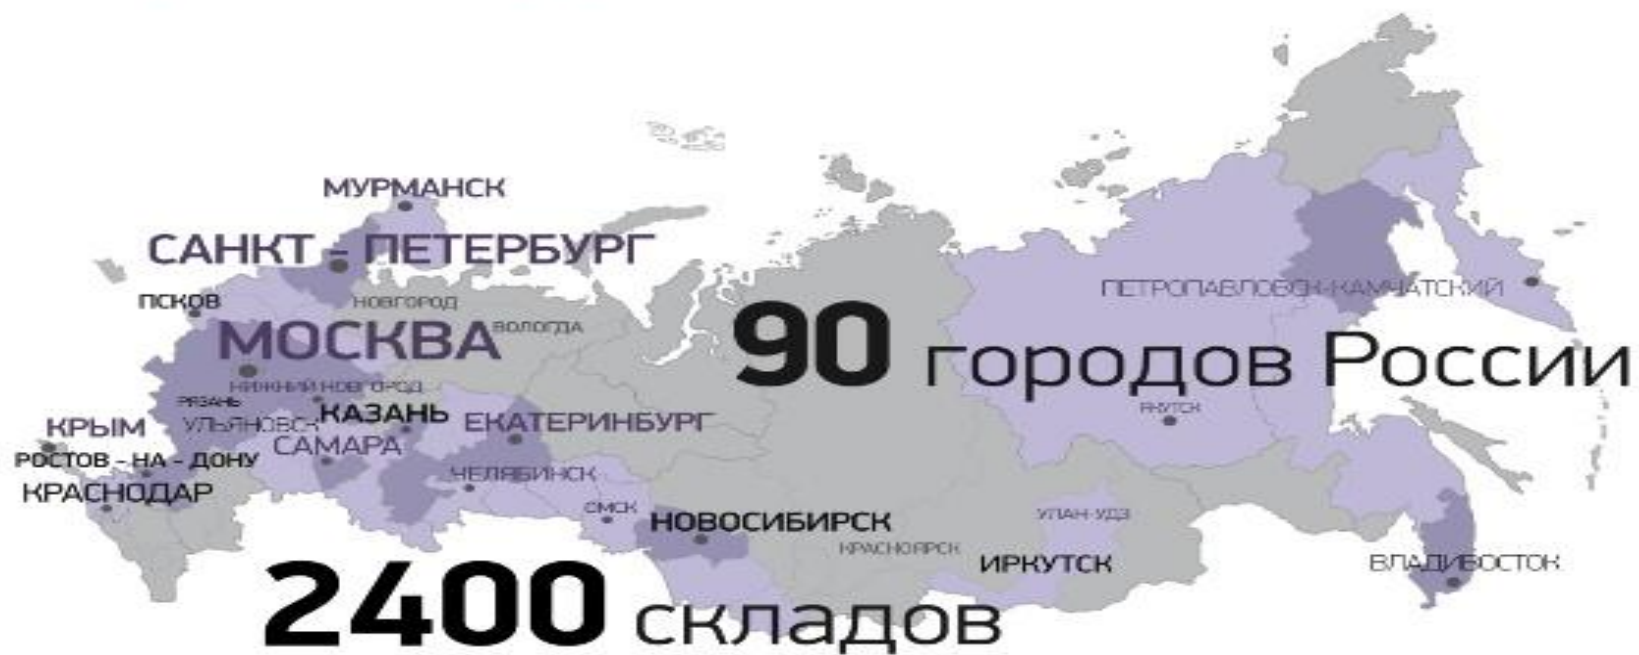 МУРМАНСК
САНКТ - ПЕТЕРБУРГ
ПСКОВ
НОВГОРОД
МОСКВА
ВОЛОГДА
90 городов России
ПЕТРОПАВЛОВСК-КАМЧАТСКИЙ
НИЖНИЙ НОВГОРОД
РЯЗАНЬ
КАЗАНЬ
ЯКУТСК
КРЫМ
УЛЬЯНОВСК
ЕКАТЕРИНБУРГ
САМАРА
РОСТОВ - НА - ДОНУ
ЧЕЛЯБИНСК
КРАСНОДАР
ОМСК
НОВОСИБИРСК
УЛАН-УДЭ
КРАСНОЯРСК
ИРКУТСК
ВЛАДИВОСТОК
2400 складов